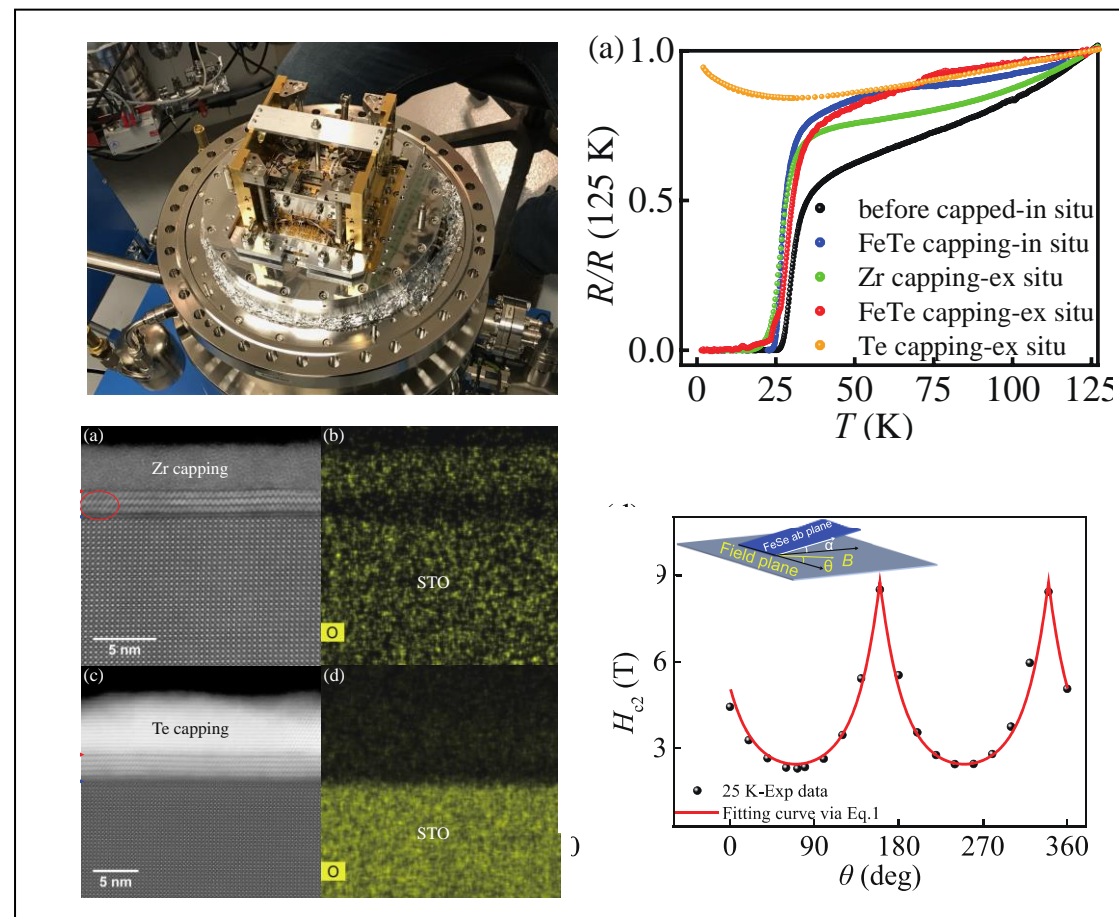 (a)
1.0
0.5
0.0
R/R (125 K)
before capped-in situ
FeTe capping-in situ
Zr capping-ex situ
FeTe capping-ex situ
Te capping-ex situ
25 50 75 100 125
T (K)
(a)
Zr capping
5 nm
(b)
STO
O
(c)
Te capping
5 nm
(d)
STO
O
0
9
6
3
H c2 (T)
FeSe ab plane
α
Field plane
θ
B
25 K-Exp data
Fitting curve via Eq.1
0 90 180 270 360
θ (deg)